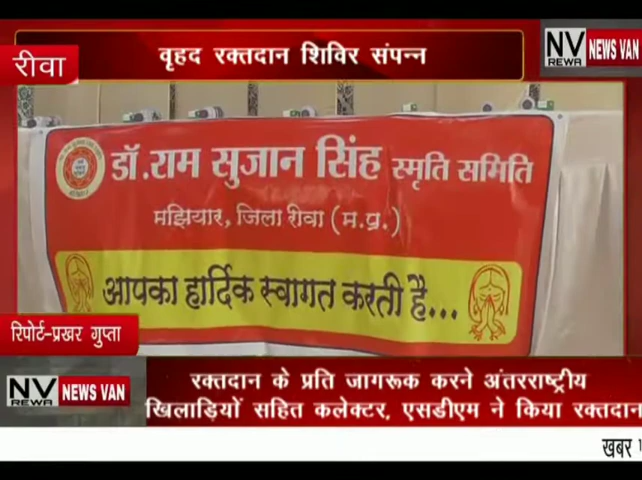 वृहद रक्तदान शिविर संपन्न
NV
REWA
NEWS VAN
रीवा
डॉ.राम सुजान सिंह स्मृति समिति
मझियार, जिला रीवा (म.प्र.)
आपका हार्दिक स्वागत करती है...
रिपोर्ट-प्रखर गुप्ता
NV
REWA
NEWS VAN
रक्तदान के प्रति जागरूक करने अंतरराष्ट्रीय
खिलाड़ियों सहित कलेक्टर, एसडीएम ने किया रक्तदान
खबर